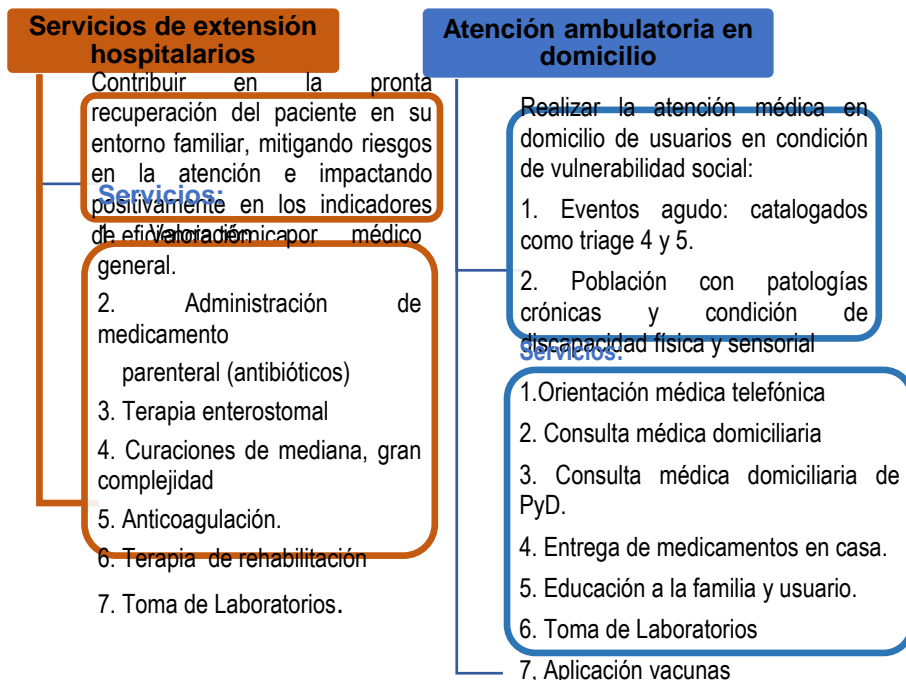 Servicios de extensión
hospitalarios
Contribuir en la pronta
recuperación del paciente en su
entorno familiar, mitigando riesgos
en la atención e impactando
positivamente en los indicadores
de
Servicios:
1. Valoración por médico
general.
2. Administración de
medicamento
parenteral (antibióticos)
3. Terapia enterostomal
4. Curaciones de mediana, gran
complejidad
5. Anticoagulación.
6. Terapia de rehabilitación
7. Toma de Laboratorios.
Atención ambulatoria en
domicilio
Realizar la atención médica en
domicilio de usuarios en condición
de vulnerabilidad social:
1. Eventos agudo: catalogados
como triage 4 y 5.
2. Población con patologías
crónicas y condición de
discapacidad física y sensorial
Servicios:
1.Orientación médica telefónica
2. Consulta médica domiciliaria
3. Consulta médica domiciliaria de
PyD.
4. Entrega de medicamentos en casa.
5. Educación a la familia y usuario.
6. Toma de Laboratorios
7, Aplicación vacunas